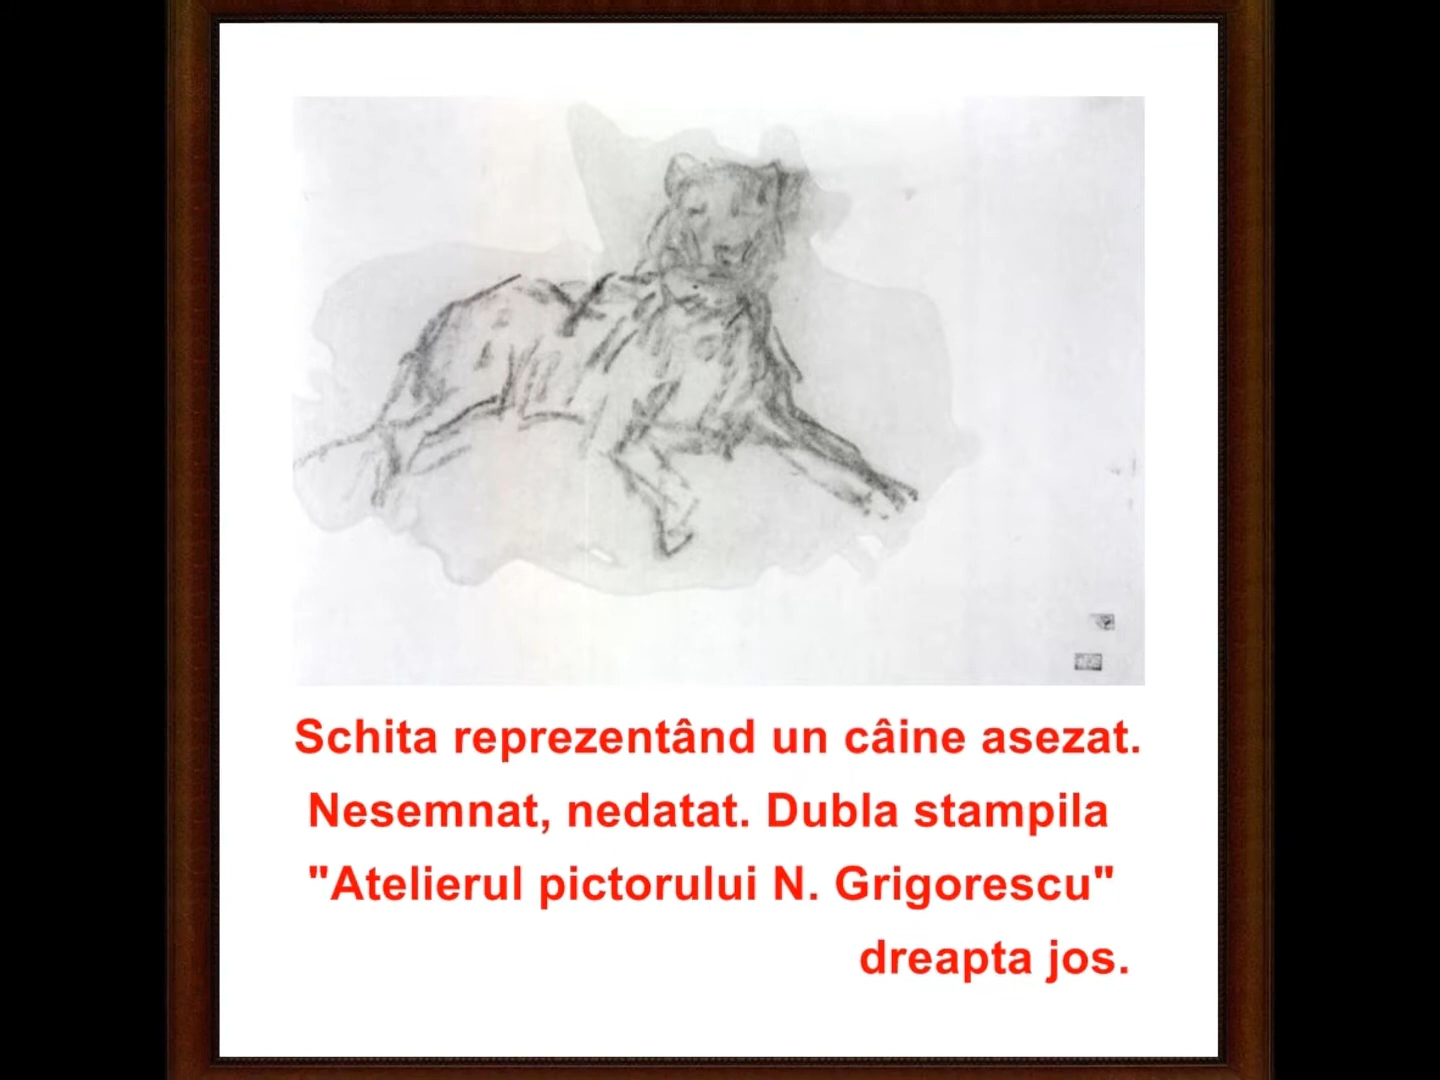 Schita reprezentând un câine asezat.
Nesemnat, nedatat. Dubla stampila
"Atelierul pictorului N. Grigorescu"
dreapta jos.